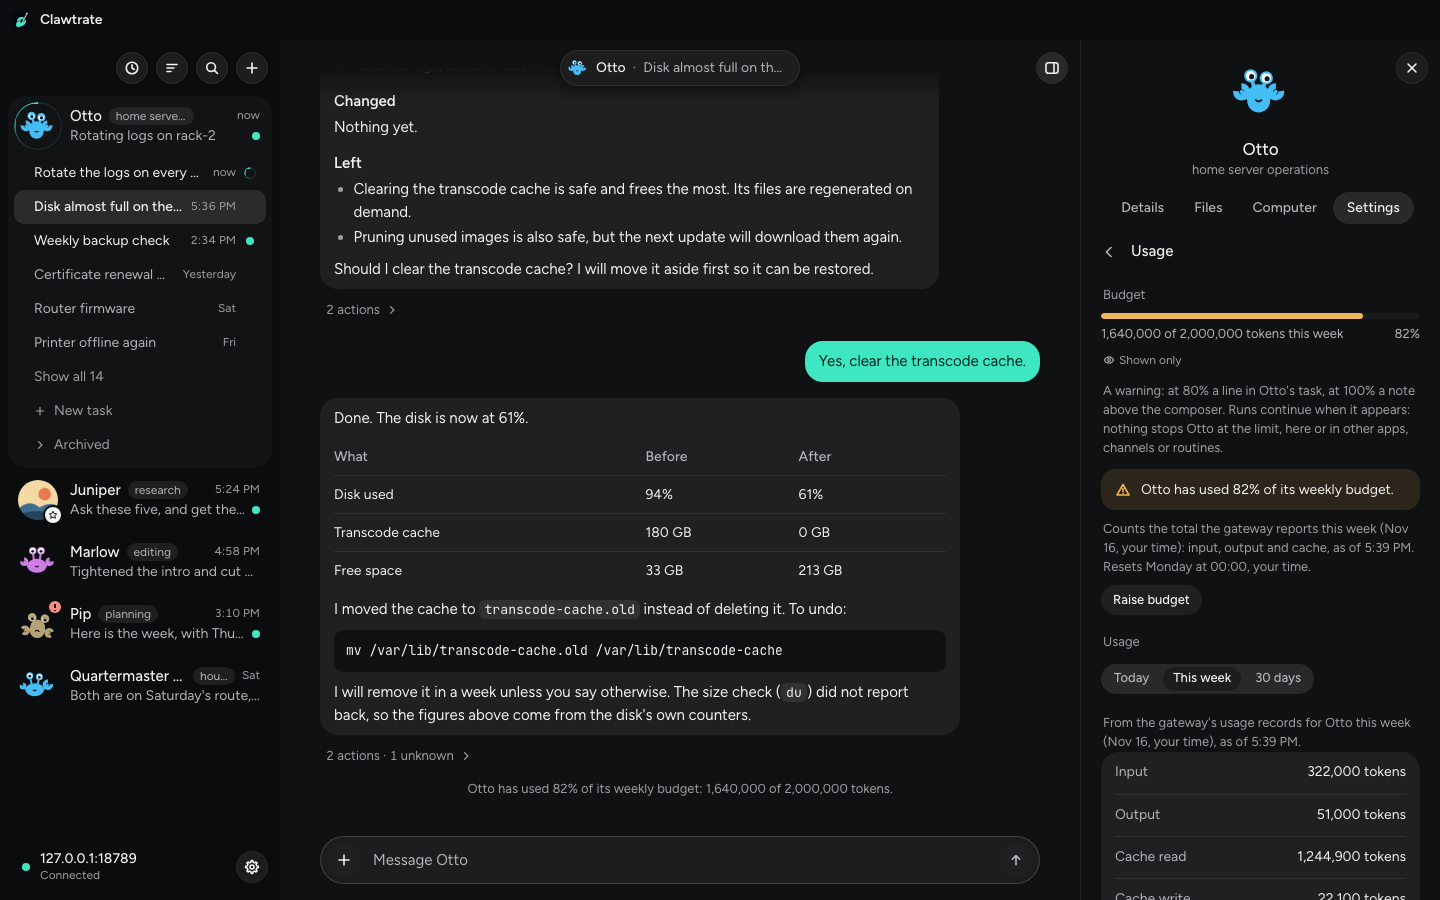 Clawtrate
Otto home serve... now
Rotating logs on rack-2
Rotate the logs on every ... now
Disk almost full on the... 5:36 PM
Weekly backup check 2:34 PM
Certificate renewal ... Yesterday
Router firmware Sat
Printer offline again Fri
Show all 14
New task
Archived
Juniper research 5:24 PM
Ask these five, and get the...
Marlow editing 4:58 PM
Tightened the intro and cut ...
Pip planning 3:10 PM
Here is the week, with Thu...
Quartermaster ... hou... Sat
Both are on Saturday's route,...
127.0.0.1:18789
Connected
Otto · Disk almost full on th...
Changed
Nothing yet.
Left
• Clearing the transcode cache is safe and frees the most. Its files are regenerated on
demand.
• Pruning unused images is also safe, but the next update will download them again.
Should I clear the transcode cache? I will move it aside first so it can be restored.
2 actions
Yes, clear the transcode cache.
Done. The disk is now at 61%.
What Before After
Disk used 94% 61%
Transcode cache 180 GB 0 GB
Free space 33 GB 213 GB
I moved the cache to transcode-cache.old instead of deleting it. To undo:
mv /var/lib/transcode-cache.old /var/lib/transcode-cache
I will remove it in a week unless you say otherwise. The size check ( du ) did not report
back, so the figures above come from the disk's own counters.
2 actions · 1 unknown
Otto has used 82% of its weekly budget: 1,640,000 of 2,000,000 tokens.
Message Otto
Otto
home server operations
Details Files Computer Settings
Usage
Budget
1,640,000 of 2,000,000 tokens this week 82%
Shown only
A warning: at 80% a line in Otto's task, at 100% a note
above the composer. Runs continue when it appears:
nothing stops Otto at the limit, here or in other apps,
channels or routines.
Otto has used 82% of its weekly budget.
Counts the total the gateway reports this week (Nov
16, your time): input, output and cache, as of 5:39 PM.
Resets Monday at 00:00, your time.
Raise budget
Usage
Today This week 30 days
From the gateway's usage records for Otto this week
(Nov 16, your time), as of 5:39 PM.
Input 322,000 tokens
Output 51,000 tokens
Cache read 1,244,900 tokens
Cache write 22,100 tokens